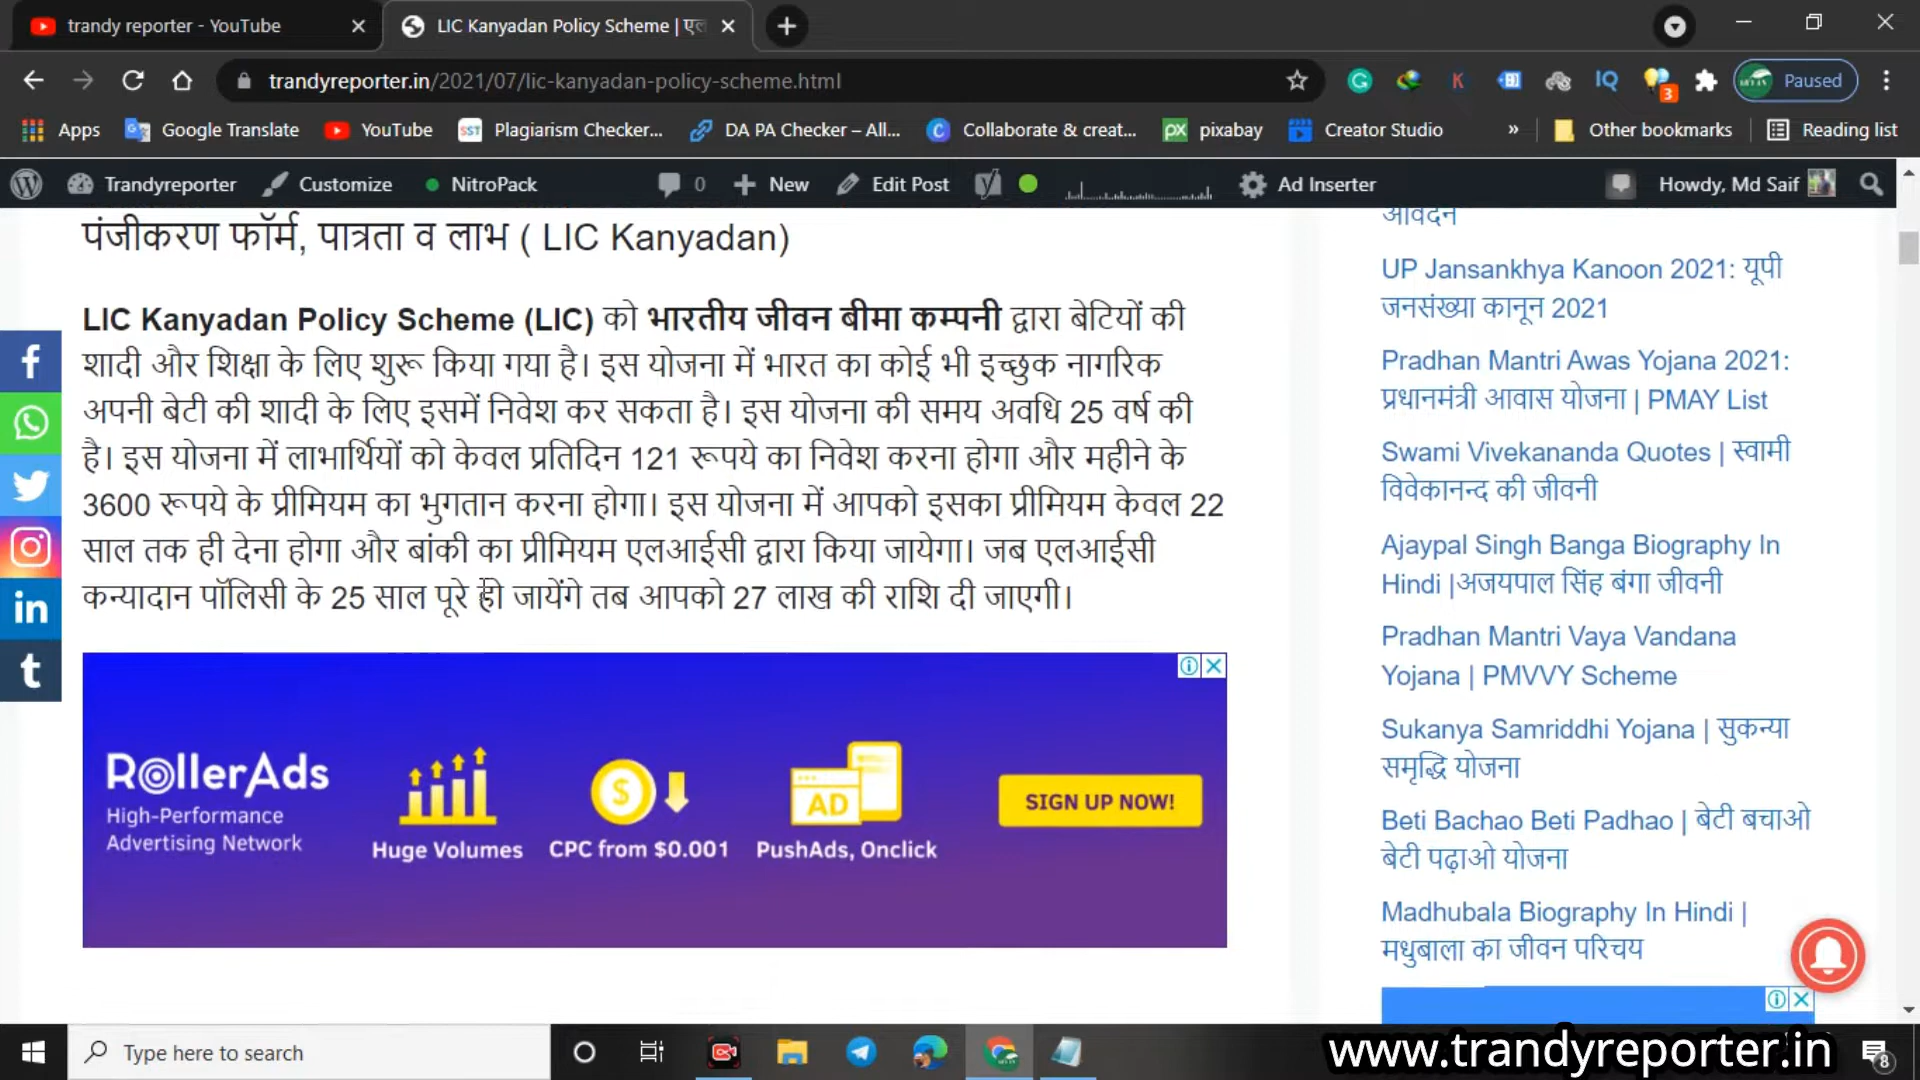 trandy reporter - YouTube
LIC Kanyadan Policy Scheme | एल
trandyreporter.in/2021/07/lic-kanyadan-policy-scheme.html
3
Paused
Apps
Google Translate
YouTube
SST
Plagiarism Checker...
DA PA Checker – All...
Collaborate & creat...
pixabay
Creator Studio
»
Other bookmarks
Reading list
Trandyreporter
Customize
NitroPack
0
New
Edit Post
Ad Inserter
Howdy, Md Saif
पंजीकरण फॉर्म, पात्रता व लाभ ( LIC Kanyadan)
LIC Kanyadan Policy Scheme (LIC) को भारतीय जीवन बीमा कम्पनी द्वारा बेटियों की
शादी और शिक्षा के लिए शुरू किया गया है। इस योजना में भारत का कोई भी इच्छुक नागरिक
अपनी बेटी की शादी के लिए इसमें निवेश कर सकता है। इस योजना की समय अवधि 25 वर्ष की
है। इस योजना में लाभार्थियों को केवल प्रतिदिन 121 रूपये का निवेश करना होगा और महीने के
3600 रूपये के प्रीमियम का भुगतान करना होगा। इस योजना में आपको इसका प्रीमियम केवल 22
साल तक ही देना होगा और बांकी का प्रीमियम एलआईसी द्वारा किया जायेगा। जब एलआईसी
कन्यादान पॉलिसी के 25 साल पूरे हो जायेंगे तब आपको 27 लाख की राशि दी जाएगी।
RollerAds
High-Performance
Advertising Network
Huge Volumes
CPC from $0.001
AD
PushAds, Onclick
SIGN UP NOW!
आवेदन
UP Jansankhya Kanoon 2021: यूपी
जनसंख्या कानून 2021
Pradhan Mantri Awas Yojana 2021:
प्रधानमंत्री आवास योजना | PMAY List
Swami Vivekananda Quotes | स्वामी
विवेकानन्द की जीवनी
Ajaypal Singh Banga Biography In
Hindi |अजयपाल सिंह बंगा जीवनी
Pradhan Mantri Vaya Vandana
Yojana | PMVVY Scheme
Sukanya Samriddhi Yojana | सुकन्या
समृद्धि योजना
Beti Bachao Beti Padhao | बेटी बचाओ
बेटी पढ़ाओ योजना
Madhubala Biography In Hindi |
मधुबाला का जीवन परिचय
Type here to search
www.trandyreporter.in
8